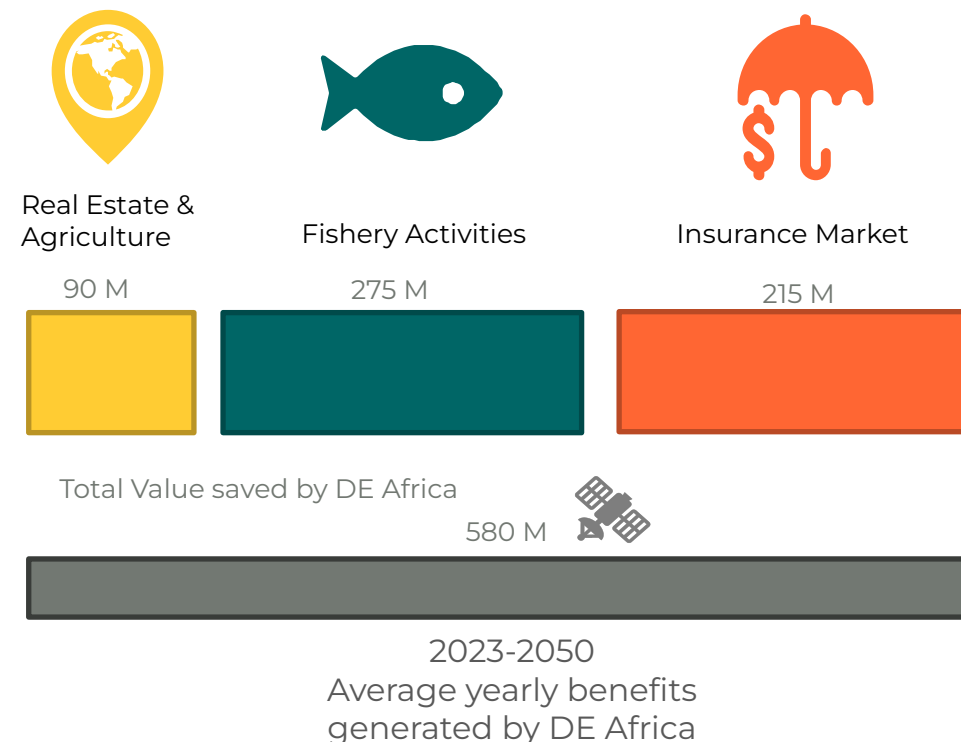 Real Estate &
Agriculture
Fishery Activities
Insurance Market
90 M
275 M
215 M
Total Value saved by DE Africa
580 M
2023-2050
Average yearly benefits
generated by DE Africa